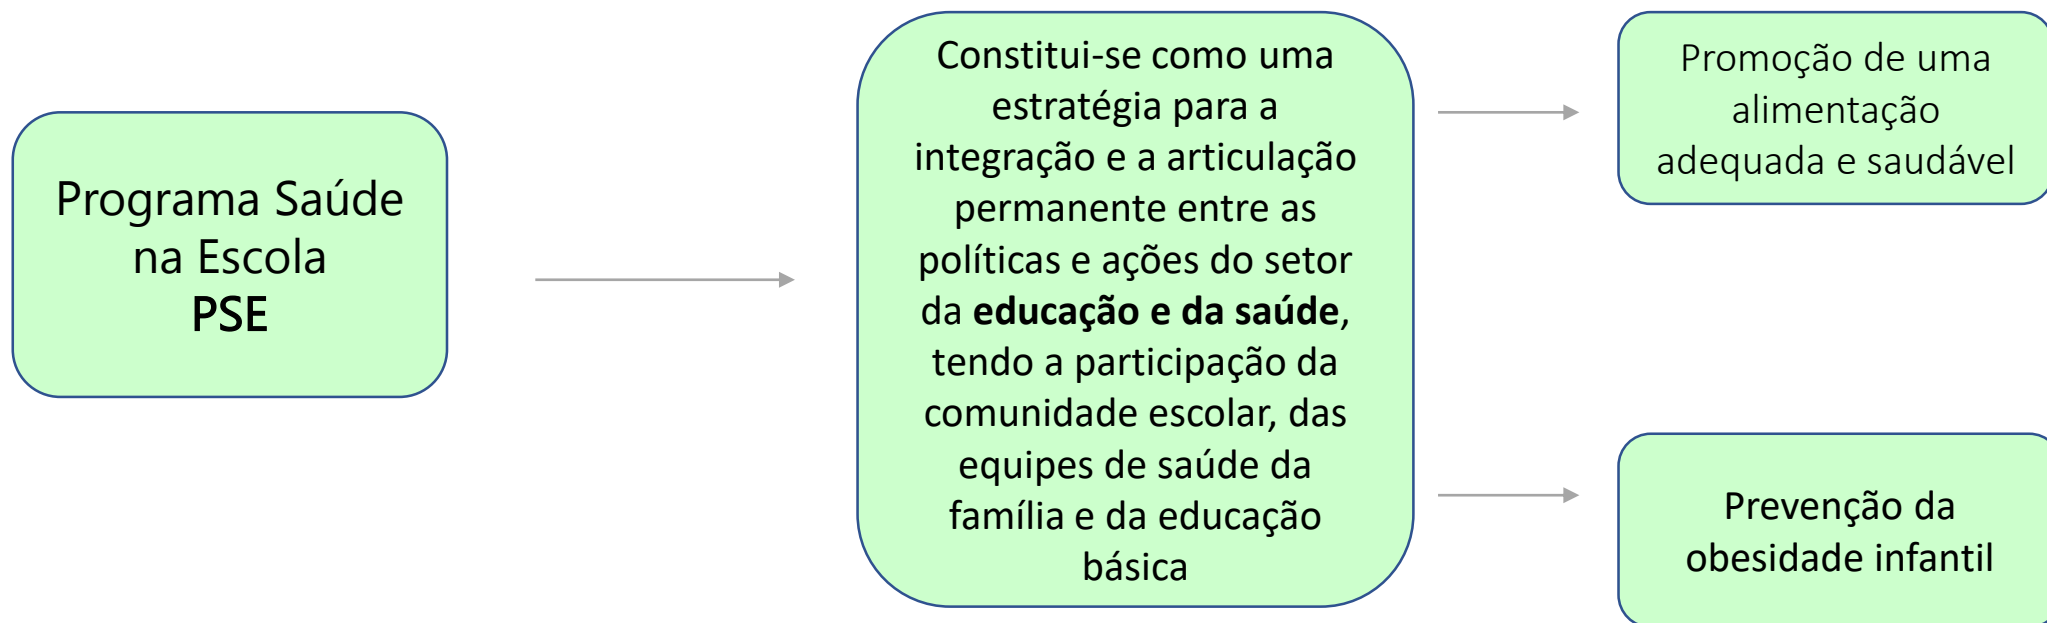 Programa Saúde
na Escola
PSE
Constitui-se como uma
estratégia para a
integração e a articulação
permanente entre as
políticas e ações do setor
da educação e da saúde,
tendo a participação da
comunidade escolar, das
equipes de saúde da
família e da educação
básica
Promoção de uma
alimentação
adequada e saudável
Prevenção da
obesidade infantil